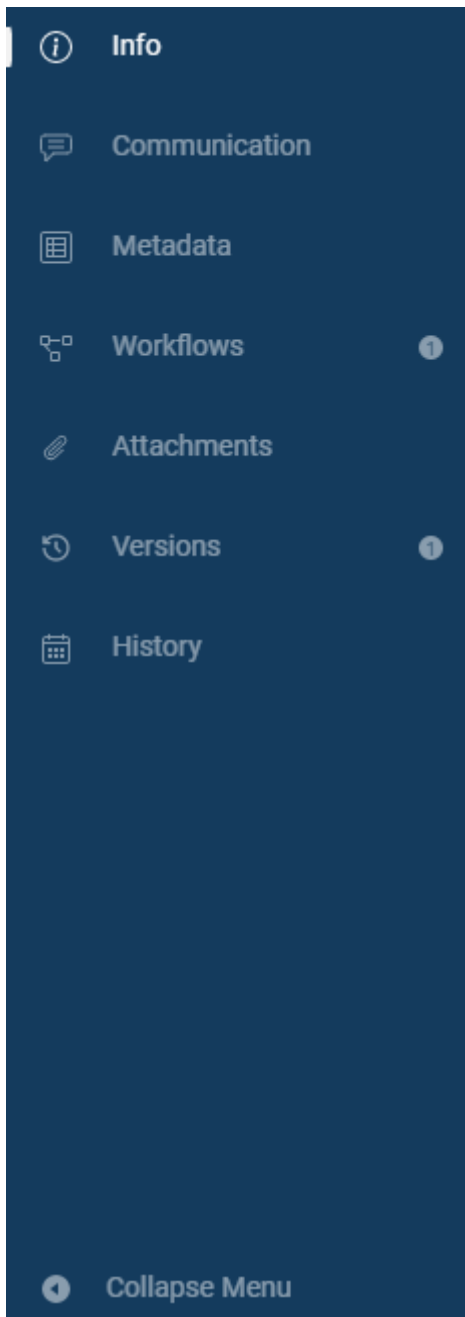 Info
Communication
Metadata
Workflows 1
Attachments
Versions 1
History
Collapse Menu